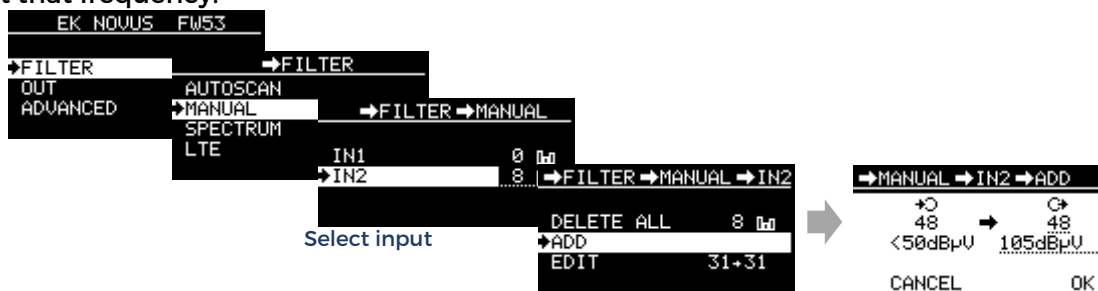 t that frequency.
EK NOVUS FW53
➔FILTER
OUT
ADVANCED
➔FILTER
AUTOSCAN
➔MANUAL
SPECTRUM
LTE
➔FILTER ➔MANUAL
IN1 0
➔IN2 8
Select input
➔FILTER ➔MANUAL ➔IN2
DELETE ALL 8
➔ADD
EDIT 31→31
➔MANUAL ➔IN2 ➔ADD
48 ➔ 48
<50dBμV 105dBμV
CANCEL OK